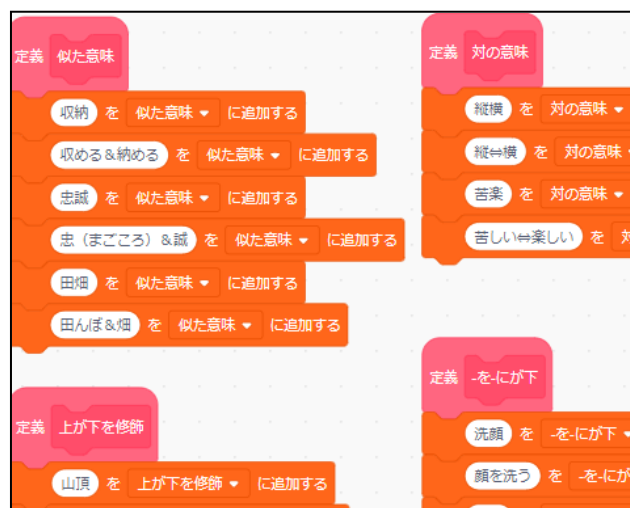 定義 似た意味
収納 を 似た意味 に追加する
収める&納める を 似た意味 に追加する
忠誠 を 似た意味 に追加する
忠（まごころ）&誠 を 似た意味 に追加する
田畑 を 似た意味 に追加する
田んぼ&畑 を 似た意味 に追加する
定義 上が下を修飾
山頂 を 上が下を修飾 に追加する
定義 対の意味
縦横 を 対の意味
縦⇔横 を 対の意味
苦楽 を 対の意味
苦しい⇔楽しい を 対
定義 -を-にが下
洗顔 を -を-にが下
顔を洗う を -を-にが